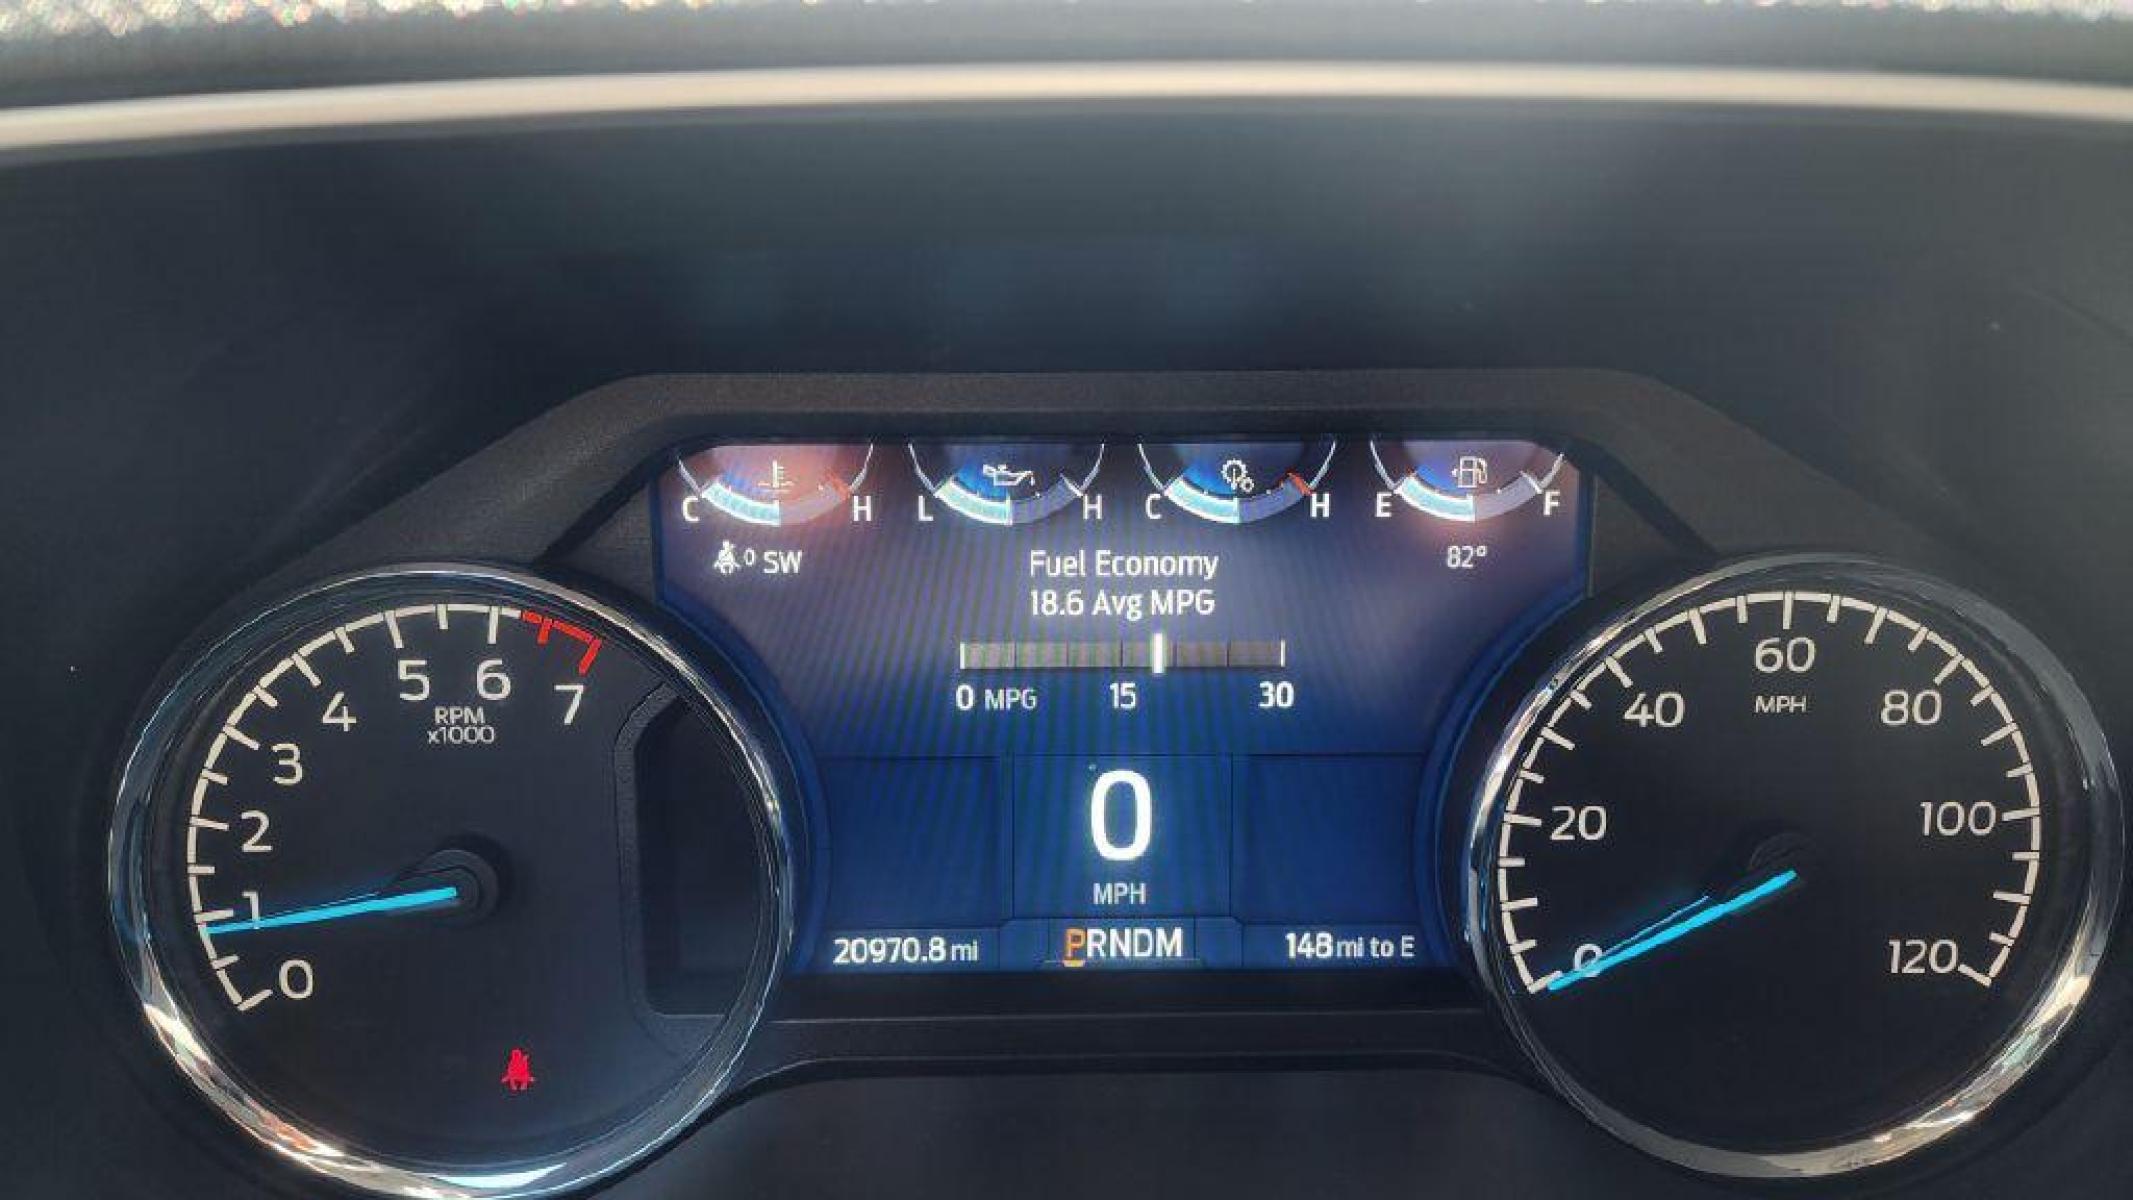 C H L H C H E F
0 SW
82°
Fuel Economy
18.6 Avg MPG
0 MPG 15 30
0
MPH
20970.8 mi PRNDM 148 mi to E
0
1
2
3
4
5
6
7
RPM
x1000
0
20
40
60
80
100
120
MPH